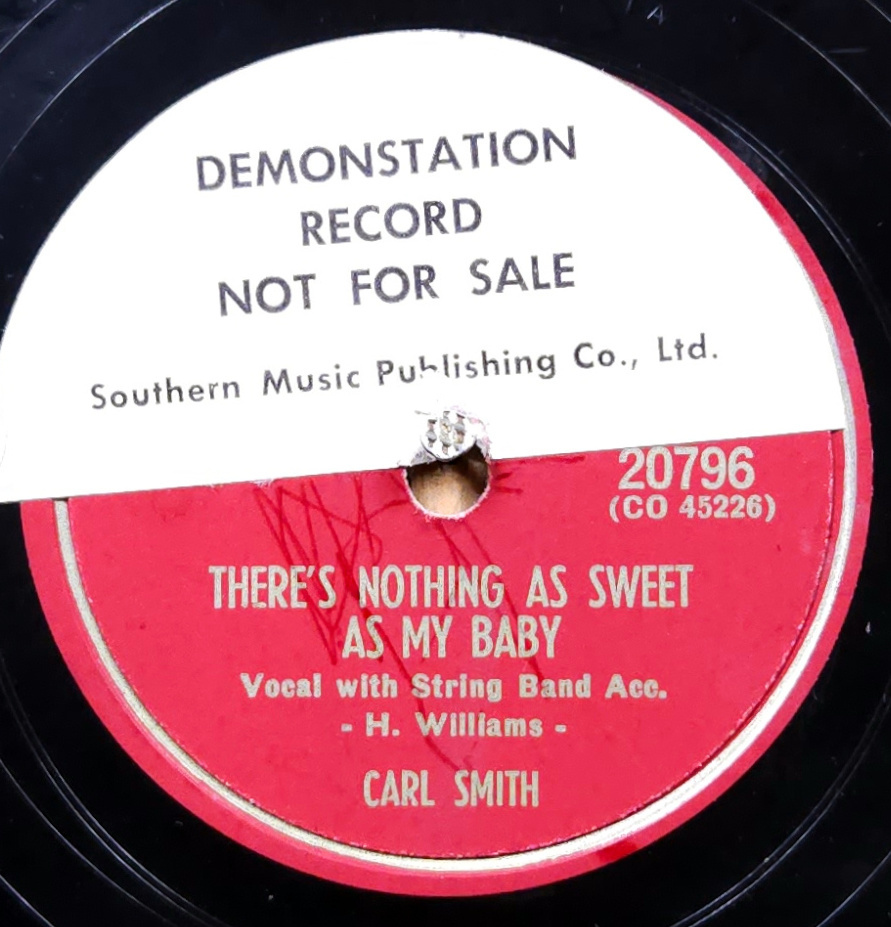 DEMONSTATION
RECORD
NOT FOR SALE
Southern Music Publishing Co., Ltd.
20796
(CO 45226)
THERE'S NOTHING AS SWEET
AS MY BABY
Vocal with String Band Acc.
- H. Williams -
CARL SMITH